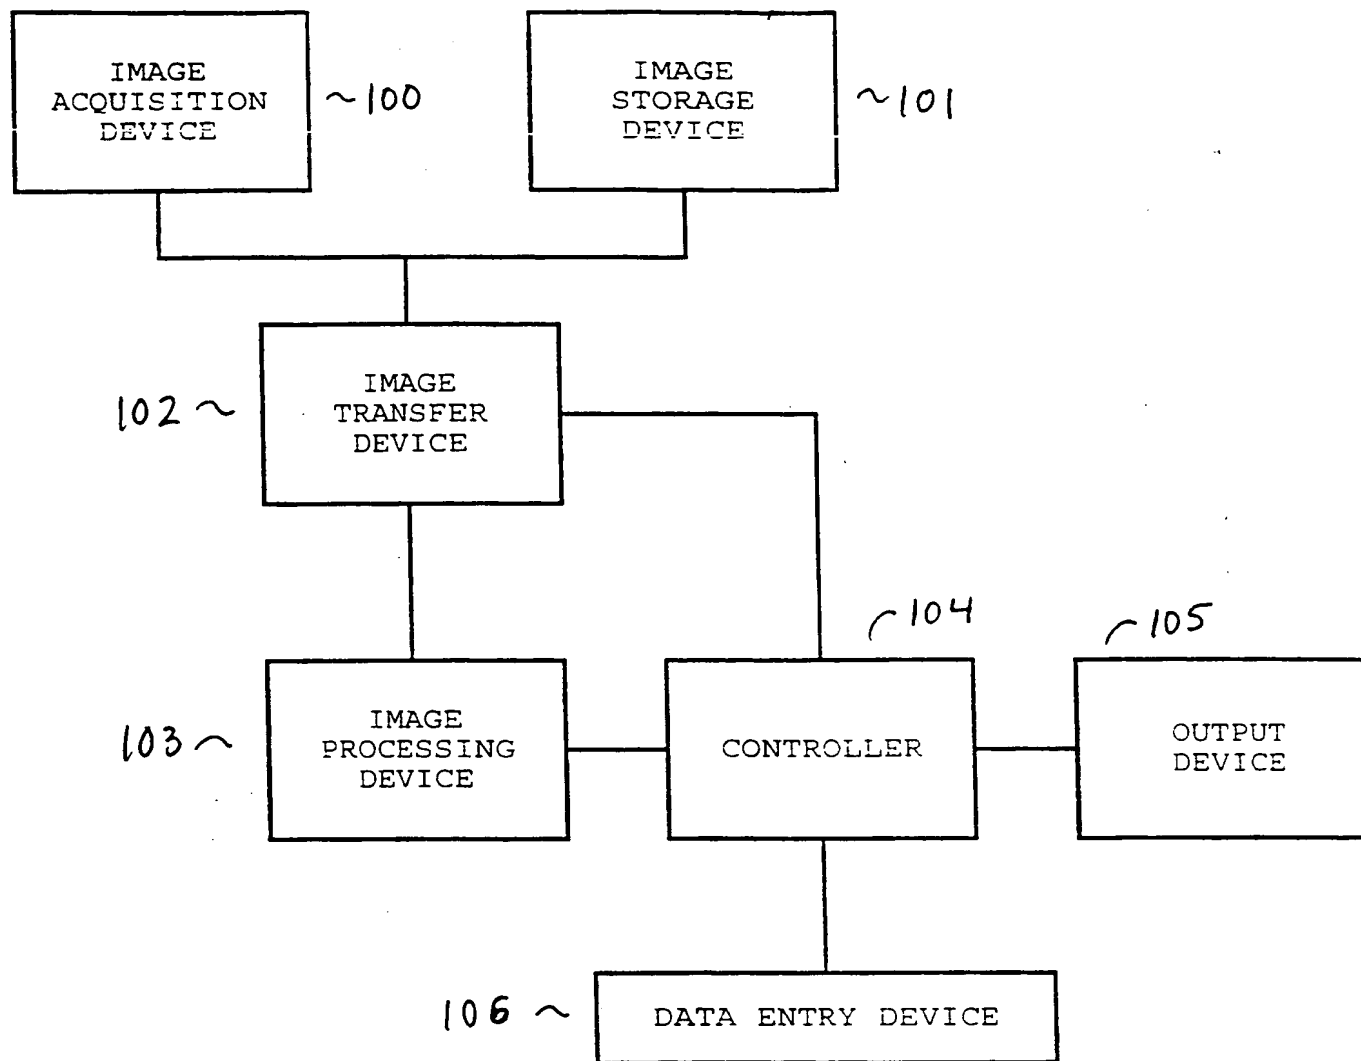 IMAGE
ACQUISITION
DEVICE
~100
IMAGE
STORAGE
DEVICE
~101
102 ~
IMAGE
TRANSFER
DEVICE
104
105
103 ~
IMAGE
PROCESSING
DEVICE
CONTROLLER
OUTPUT
DEVICE
106 ~
DATA ENTRY DEVICE